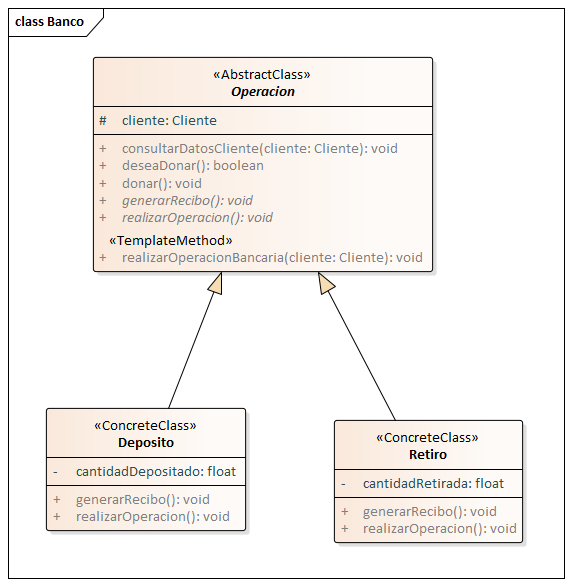 class Banco
«AbstractClass»
Operacion
# cliente: Cliente
+ consultarDatosCliente(cliente: Cliente): void
+ deseaDonar(): boolean
+ donar(): void
+ generarRecibo(): void
+ realizarOperacion(): void
«TemplateMethod»
+ realizarOperacionBancaria(cliente: Cliente): void
«ConcreteClass»
Deposito
- cantidadDepositado: float
+ generarRecibo(): void
+ realizarOperacion(): void
«ConcreteClass»
Retiro
- cantidadRetirada: float
+ generarRecibo(): void
+ realizarOperacion(): void